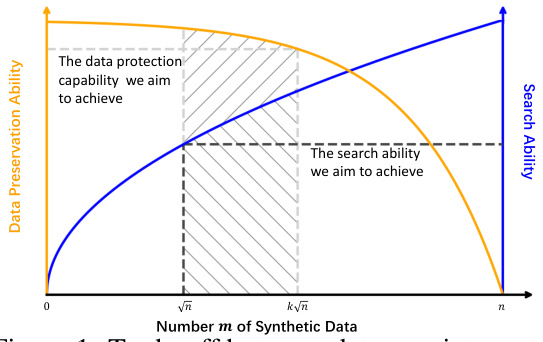 Data Preservation Ability
The data protection
capability we aim
to achieve
The search ability
we aim to achieve
Search Ability
0
√n
k√n
n
Number m of Synthetic Data